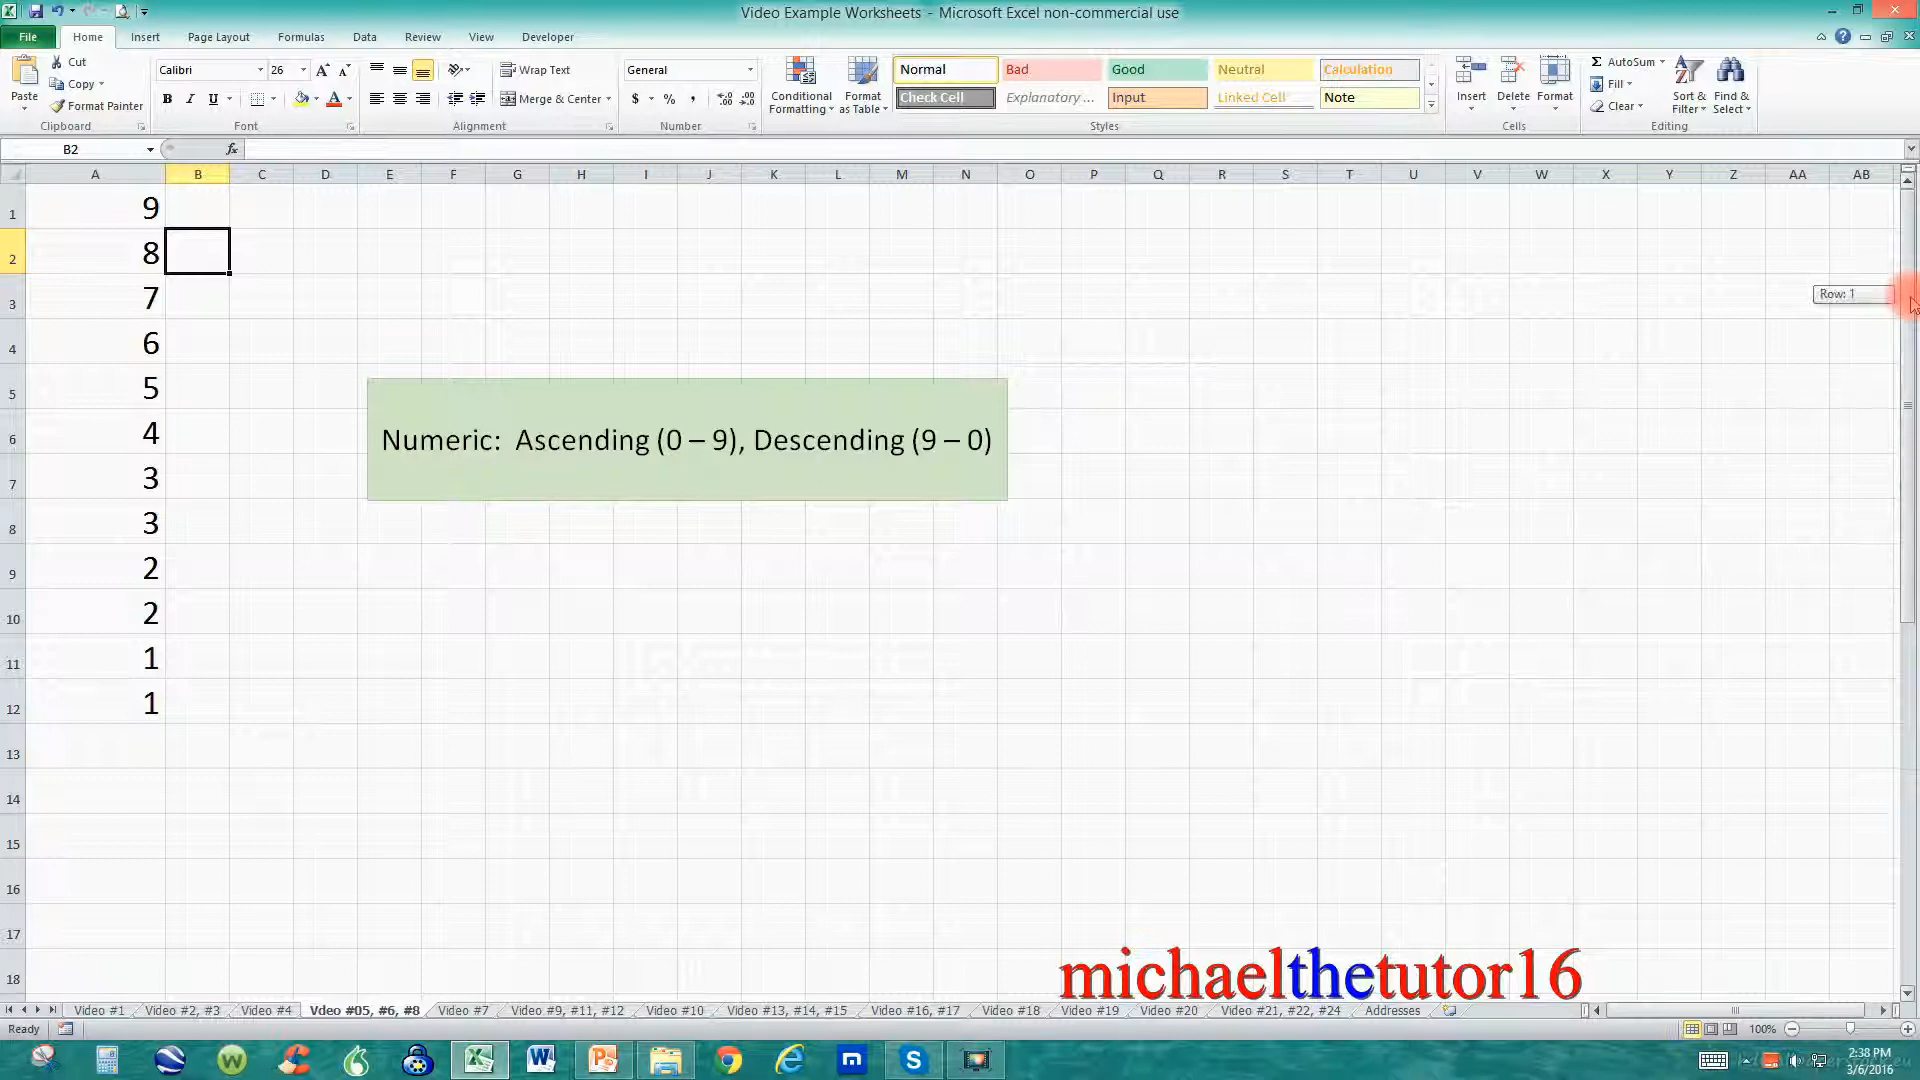 Video Example Worksheets - Microsoft Excel non-commercial use
File Home Insert Page Layout Formulas Data Review View Developer
Paste Cut Copy Format Painter Clipboard
Calibri 26 A A B I U A Font
Wrap Text Merge & Center Alignment
General $ % , .00 .0 Number
Conditional Formatting Format as Table
Normal Bad Good Neutral Calculation
Check Cell Explanatory ... Input Linked Cell Note
Styles
Insert Delete Format Cells
Σ AutoSum Fill Clear Sort & Filter Find & Select Editing
B2 fx
A B C D E F G H I J K L M N O P Q R S T U V W X Y Z AA AB
1 9
2 8
3 7
Row: 1
4 6
5 5
6 4
Numeric: Ascending (0 – 9), Descending (9 – 0)
7 3
8 3
9 2
10 2
11 1
12 1
13
14
15
16
17
18
michaelthetutor16
Video #1 Video #2, #3 Video #4 Vdeo #05, #6, #8 Video #7 Video #9, #11, #12 Video #10 Video #13, #14, #15 Video #16, #17 Video #18 Video #19 Video #20 Video #21, #22, #24 Addresses
Ready 100%
2:38 PM
3/6/2016